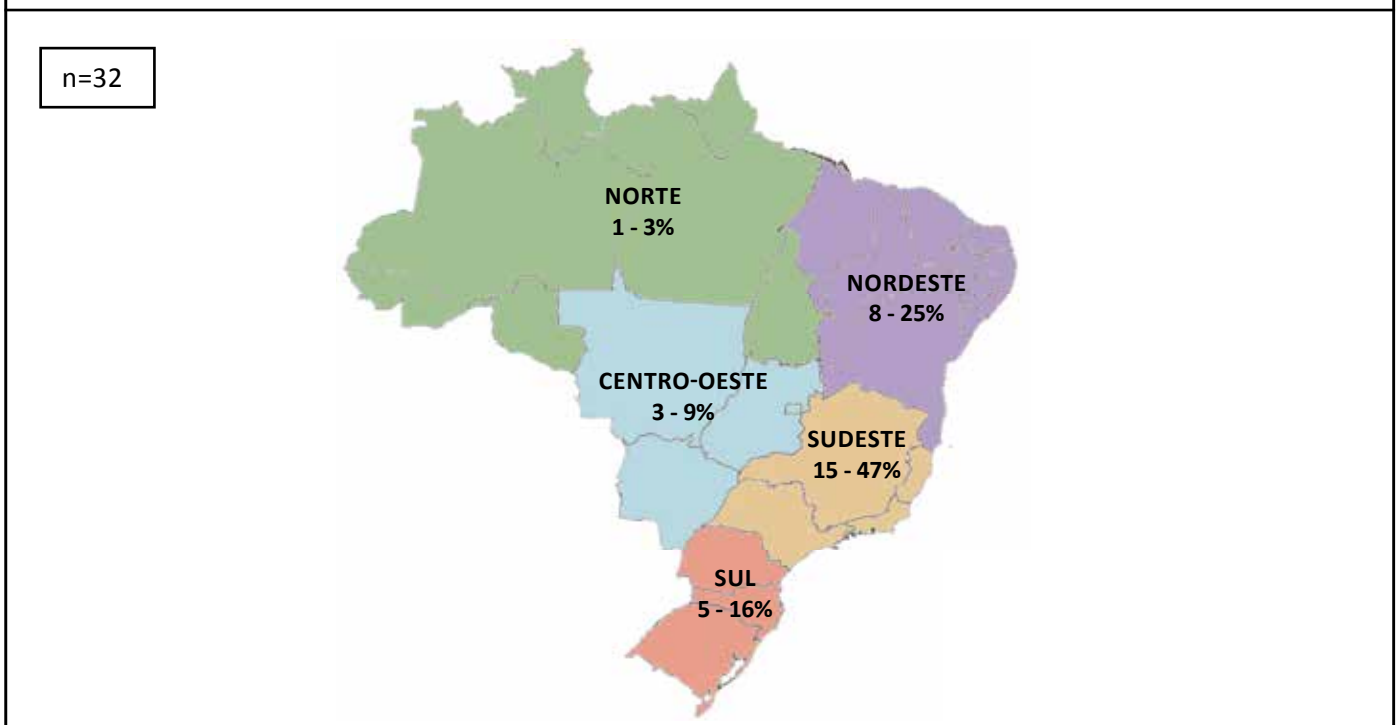 n=32
NORTE
1 - 3%
NORDESTE
8 - 25%
CENTRO-OESTE
3 - 9%
SUDESTE
15 - 47%
SUL
5 - 16%